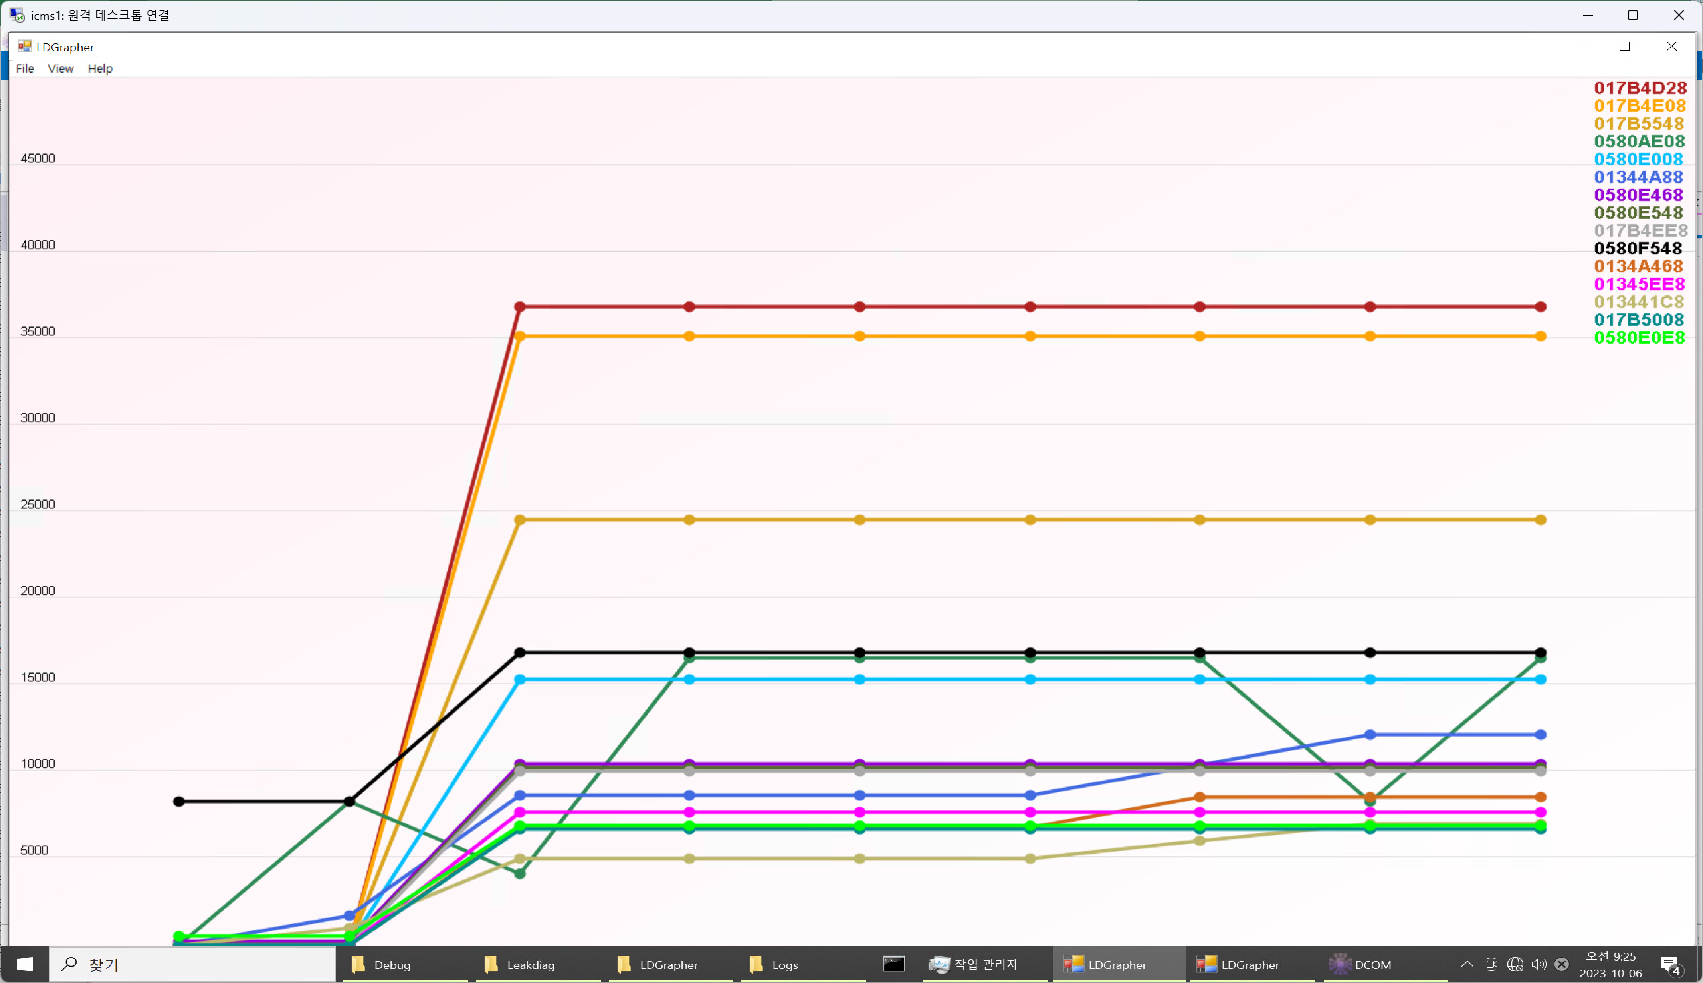 icms1: 원격 데스크톱 연결
LDGrapher
File View Help
017B4D28
017B4E08
017B5548
0580AE08
0580E008
01344A88
0580E468
0580E548
017B4EE8
0580F548
0134A468
01345EE8
013441C8
017B5008
0580E0E8
45000
40000
35000
30000
25000
20000
15000
10000
5000
찾기
Debug
Leakdiag
LDGrapher
Logs
작업 관리자
LDGrapher
LDGrapher
DCOM
오전 9:25
2023-10-06
4